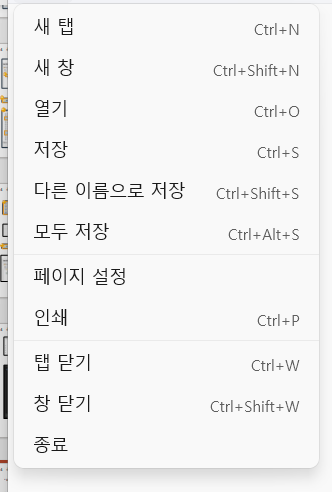 새 탭 Ctrl+N
새 창 Ctrl+Shift+N
열기 Ctrl+O
저장 Ctrl+S
다른 이름으로 저장 Ctrl+Shift+S
모두 저장 Ctrl+Alt+S
페이지 설정
인쇄 Ctrl+P
탭 닫기 Ctrl+W
창 닫기 Ctrl+Shift+W
종료